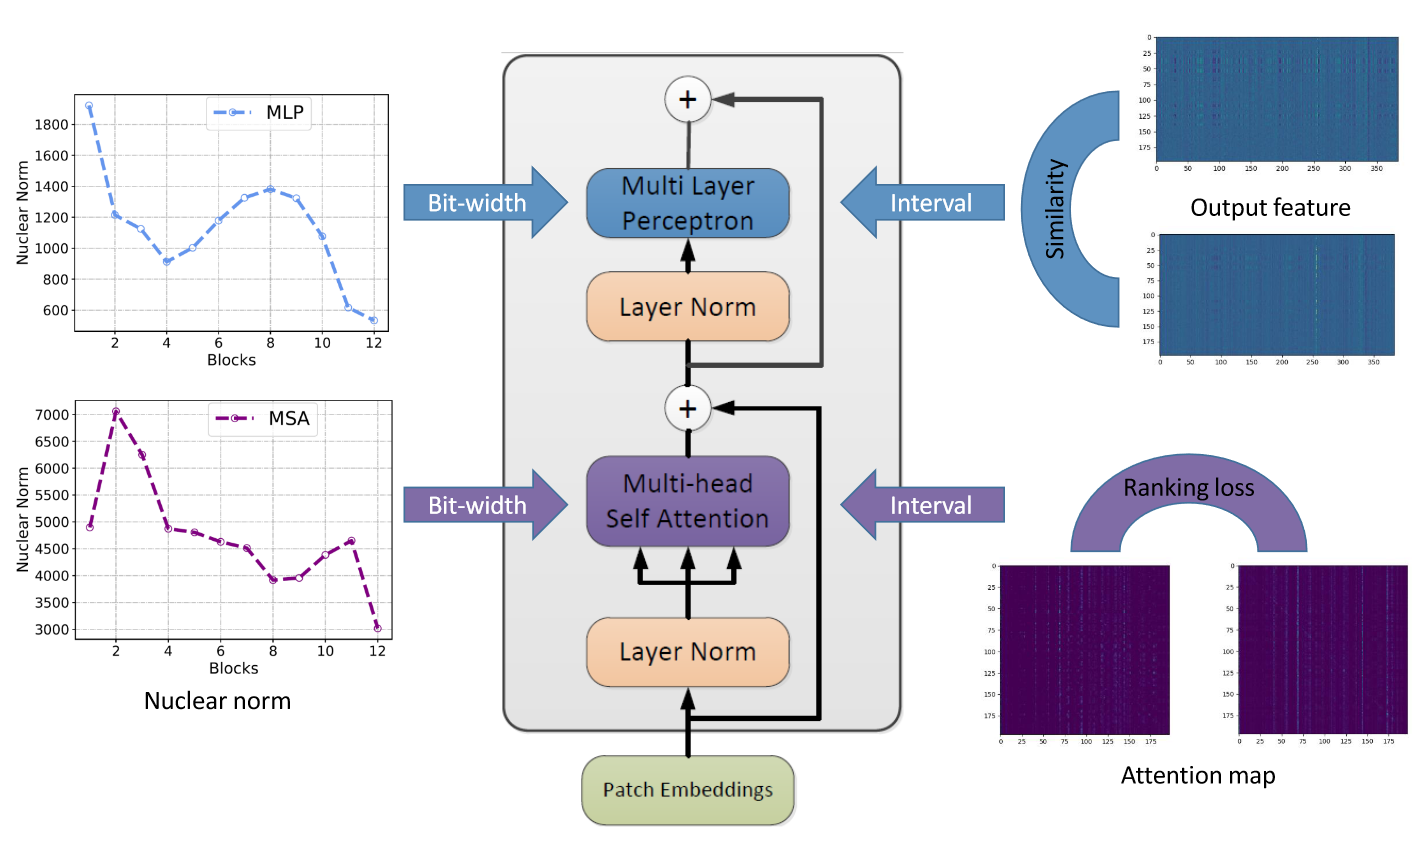 MLP
Nuclear Norm
1800
1600
1400
1200
1000
800
600
2 4 6 8 10 12
Blocks
MSA
Nuclear Norm
7000
6500
6000
5500
5000
4500
4000
3500
3000
2 4 6 8 10 12
Blocks
Nuclear norm
Bit-width
Bit-width
+
Multi Layer
Perceptron
Layer Norm
+
Multi-head
Self Attention
Layer Norm
Patch Embeddings
Interval
Interval
Similarity
0
25
50
75
100
125
150
175
0 50 100 150 200 250 300 350
Output feature
0
25
50
75
100
125
150
175
0 50 100 150 200 250 300 350
Ranking loss
0
25
50
75
100
125
150
175
0 25 50 75 100 125 150 175
0
25
50
75
100
125
150
175
0 25 50 75 100 125 150 175
Attention map